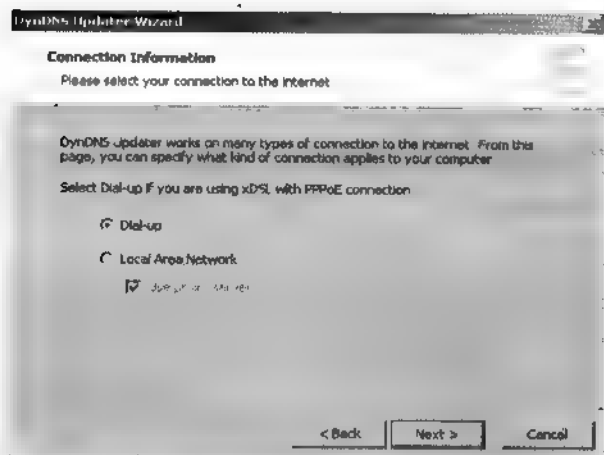 DynDNS Updater Wizard
Connection Information
Please select your connection to the internet
DynDNS Updater works on many types of connection to the internet From this
page, you can specify what kind of connection applies to your computer
Select Dial-up if you are using xDSL with PPPoE connection
Dial-up
Local Area Network
< Back
Next >
Cancel